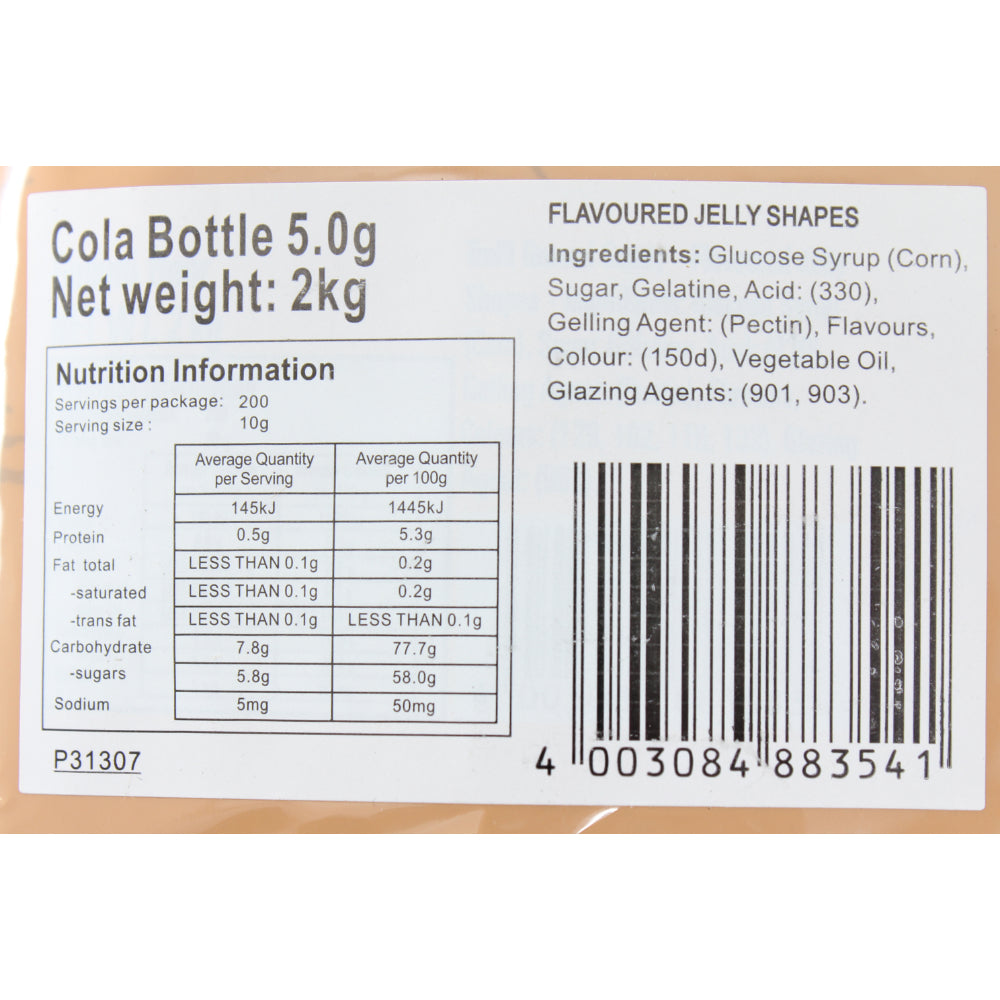 Cola Bottle 5.0g
Net weight: 2kg
Nutrition Information
Servings per package: 200
Serving size : 10g
Average Quantity per Serving Average Quantity per 100g
Energy 145kJ 1445kJ
Protein 0.5g 5.3g
Fat total LESS THAN 0.1g 0.2g
-saturated LESS THAN 0.1g 0.2g
-trans fat LESS THAN 0.1g LESS THAN 0.1g
Carbohydrate 7.8g 77.7g
-sugars 5.8g 58.0g
Sodium 5mg 50mg
P31307
FLAVOURED JELLY SHAPES
Ingredients: Glucose Syrup (Corn),
Sugar, Gelatine, Acid: (330),
Gelling Agent: (Pectin), Flavours,
Colour: (150d), Vegetable Oil,
Glazing Agents: (901, 903).
4 003084 883541